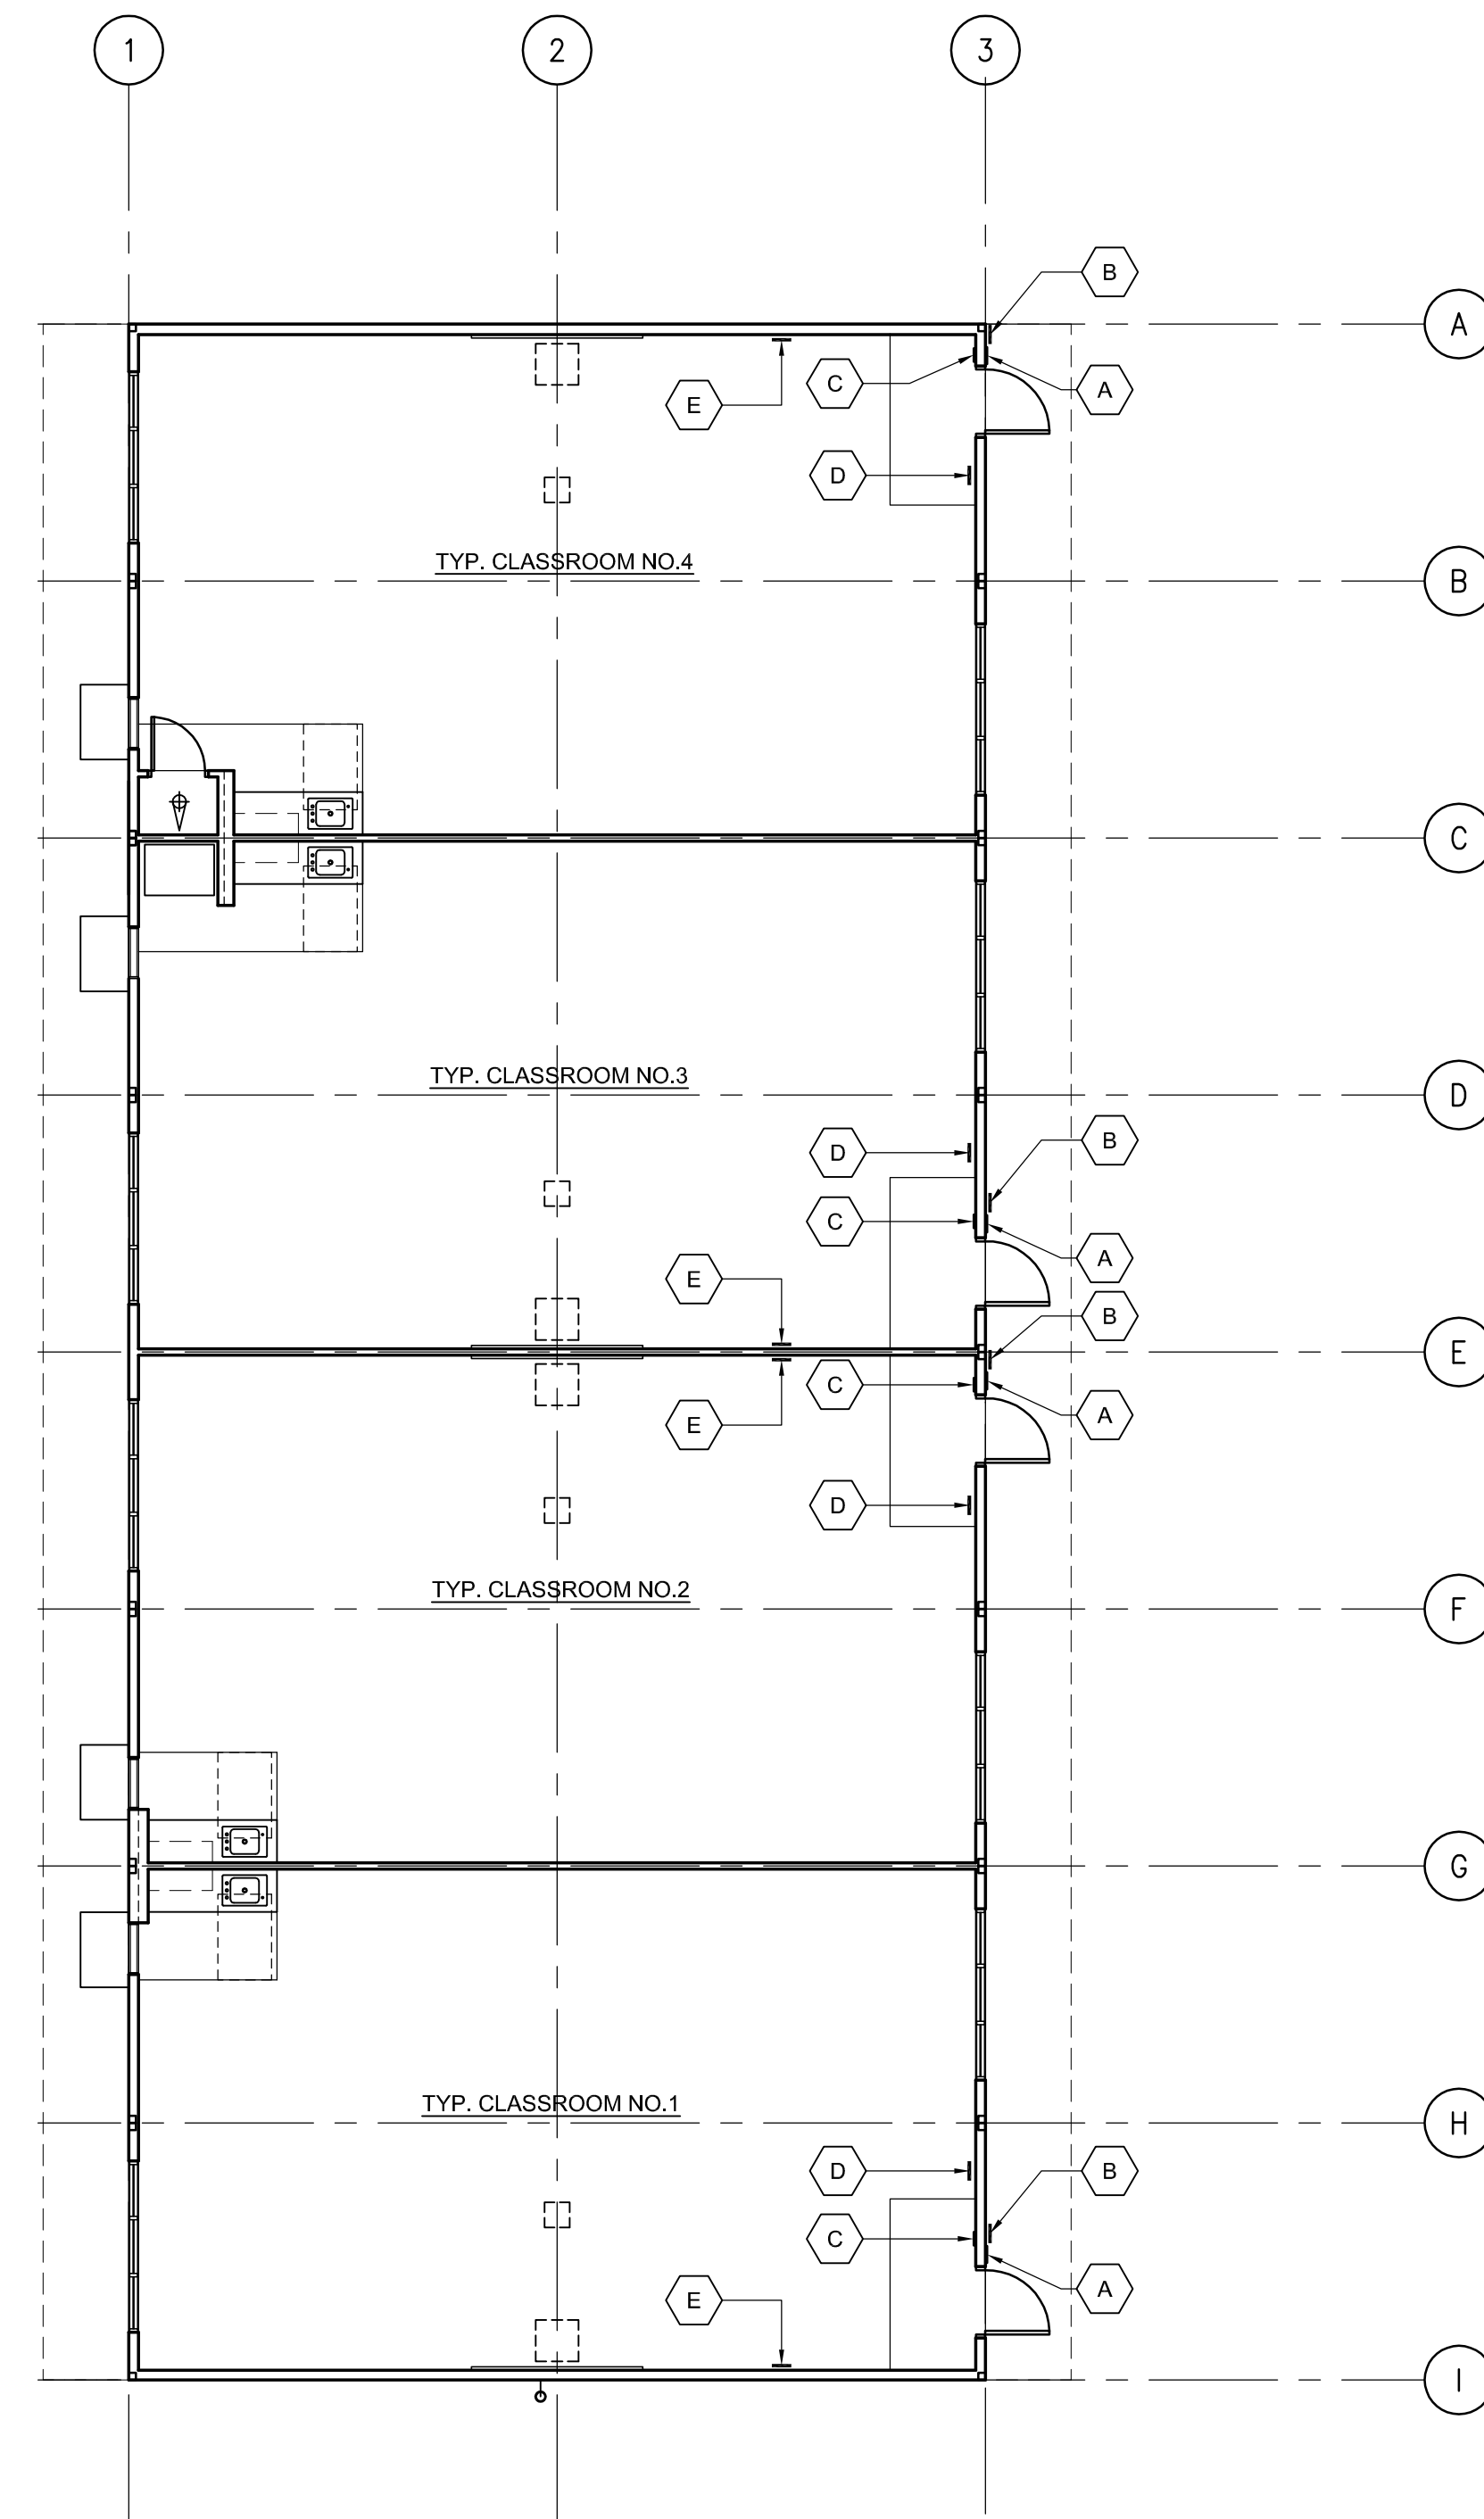 1 2 3
B
A
C
A
E
D
TYP. CLASSROOM NO.4
B
C
TYP. CLASSROOM NO.3
D
B
D
C
A
E
B
E
C
A
E
D
TYP. CLASSROOM NO.2
F
G
TYP. CLASSROOM NO.1
H
D
B
C
A
E
I